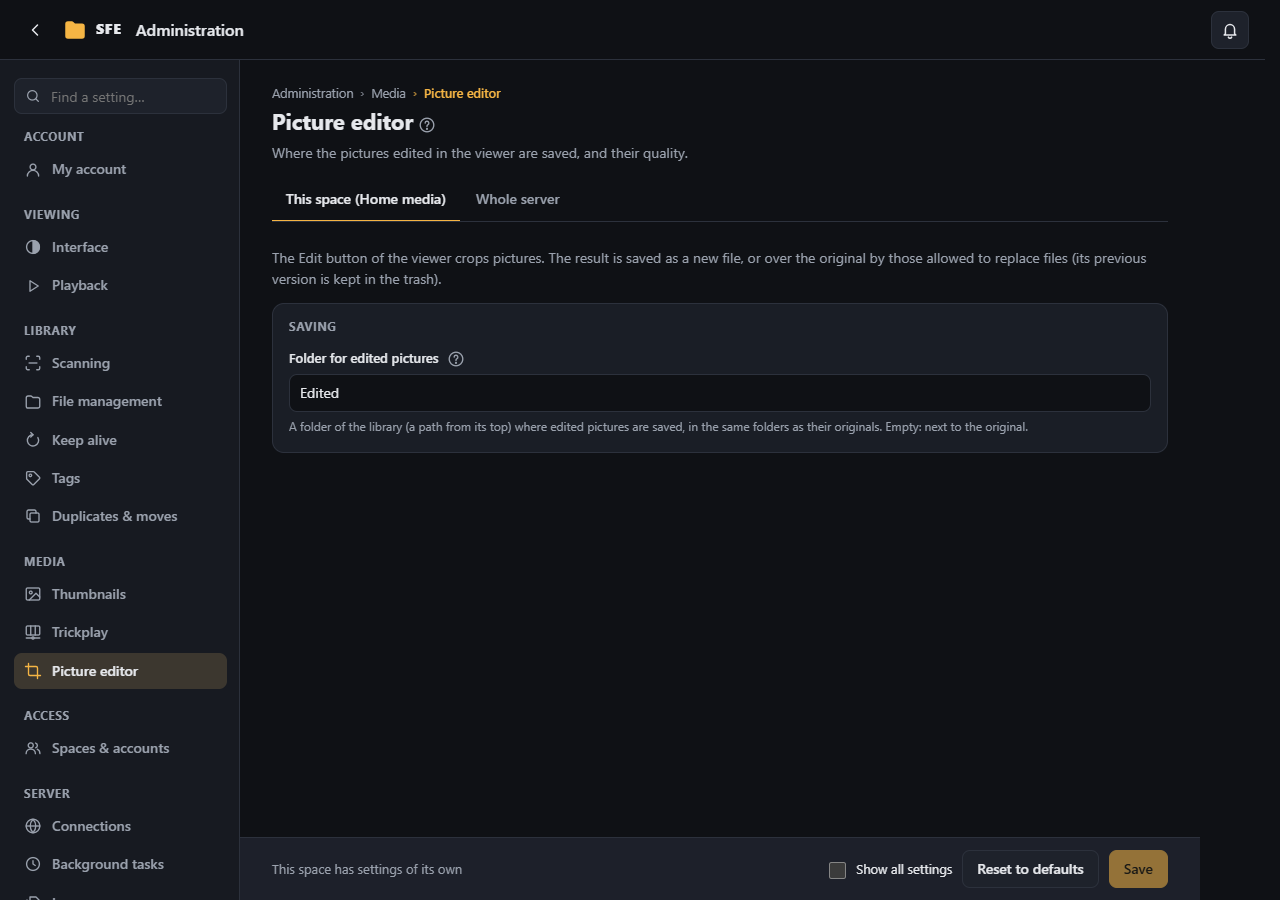 SFE Administration
Find a setting...
ACCOUNT
My account
VIEWING
Interface
Playback
LIBRARY
Scanning
File management
Keep alive
Tags
Duplicates & moves
MEDIA
Thumbnails
Trickplay
Picture editor
ACCESS
Spaces & accounts
SERVER
Connections
Background tasks
Administration › Media › Picture editor
Picture editor ?
Where the pictures edited in the viewer are saved, and their quality.
This space (Home media) Whole server
The Edit button of the viewer crops pictures. The result is saved as a new file, or over the original by those allowed to replace files (its previous
version is kept in the trash).
SAVING
Folder for edited pictures ?
Edited
A folder of the library (a path from its top) where edited pictures are saved, in the same folders as their originals. Empty: next to the original.
This space has settings of its own Show all settings Reset to defaults Save